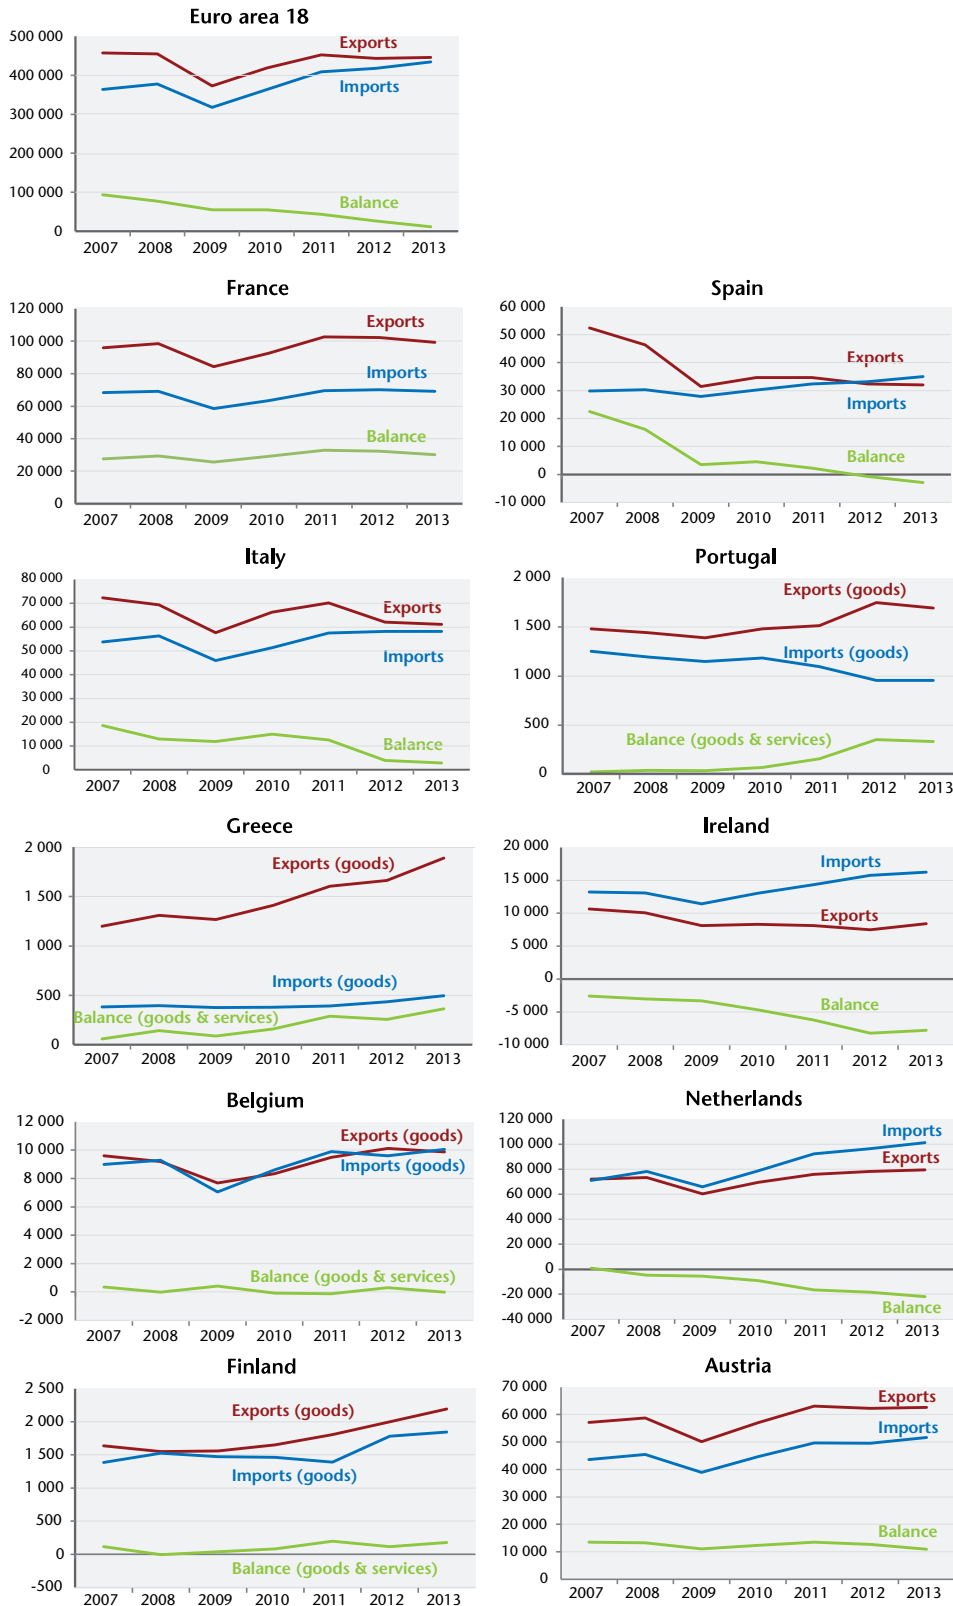 Euro area 18
500 000
400 000
300 000
200 000
100 000
0
Exports
Imports
Balance
2007 2008 2009 2010 2011 2012 2013
France
120 000
100 000
80 000
60 000
40 000
20 000
0
Exports
Imports
Balance
2007 2008 2009 2010 2011 2012 2013
Spain
60 000
50 000
40 000
30 000
20 000
10 000
0
-10 000
Exports
Imports
Balance
2007 2008 2009 2010 2011 2012 2013
Italy
80 000
70 000
60 000
50 000
40 000
30 000
20 000
10 000
0
Exports
Imports
Balance
2007 2008 2009 2010 2011 2012 2013
Portugal
2 000
1 500
1 000
500
0
Exports (goods)
Imports (goods)
Balance (goods & services)
2007 2008 2009 2010 2011 2012 2013
Greece
2 000
1 500
1 000
500
0
Exports (goods)
Imports (goods)
Balance (goods & services)
2007 2008 2009 2010 2011 2012 2013
Ireland
20 000
15 000
10 000
5 000
0
-5 000
-10 000
Imports
Exports
Balance
2007 2008 2009 2010 2011 2012 2013
Belgium
12 000
10 000
8 000
6 000
4 000
2 000
0
-2 000
Exports (goods)
Imports (goods)
Balance (goods & services)
2007 2008 2009 2010 2011 2012 2013
Netherlands
120 000
100 000
80 000
60 000
40 000
20 000
0
-20 000
-40 000
Imports
Exports
Balance
2007 2008 2009 2010 2011 2012 2013
Finland
2 500
2 000
1 500
1 000
500
0
-500
Exports (goods)
Imports (goods)
Balance (goods & services)
2007 2008 2009 2010 2011 2012 2013
Austria
70 000
60 000
50 000
40 000
30 000
20 000
10 000
0
Exports
Imports
Balance
2007 2008 2009 2010 2011 2012 2013